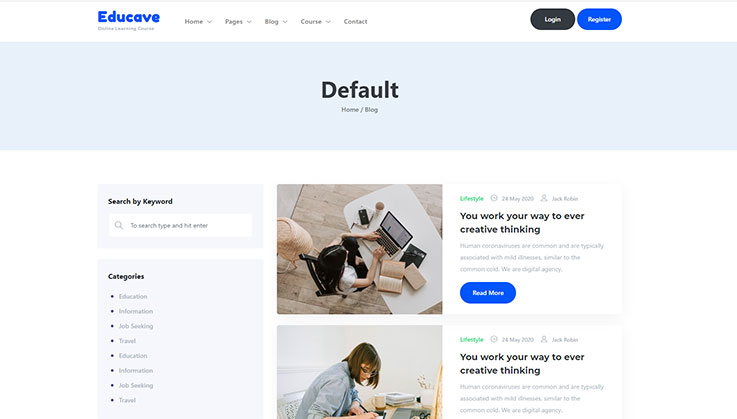 Educave
Online Learning Course
Home Pages Blog Course Contact
Login Register
Default
Home / Blog
Search by Keyword
To search type and hit enter
Categories
Education
Information
Job Seeking
Travel
Education
Information
Job Seeking
Travel
Lifestyle 24 May 2020 Jack Robin
You work your way to ever
creative thinking
Human coronaviruses are common and are typically
associated with mild illnesses, similar to the
common cold. We are digital agency.
Read More
Lifestyle 24 May 2020 Jack Robin
You work your way to ever
creative thinking
Human coronaviruses are common and are typically
associated with mild illnesses, similar to the
common cold. We are digital agency.